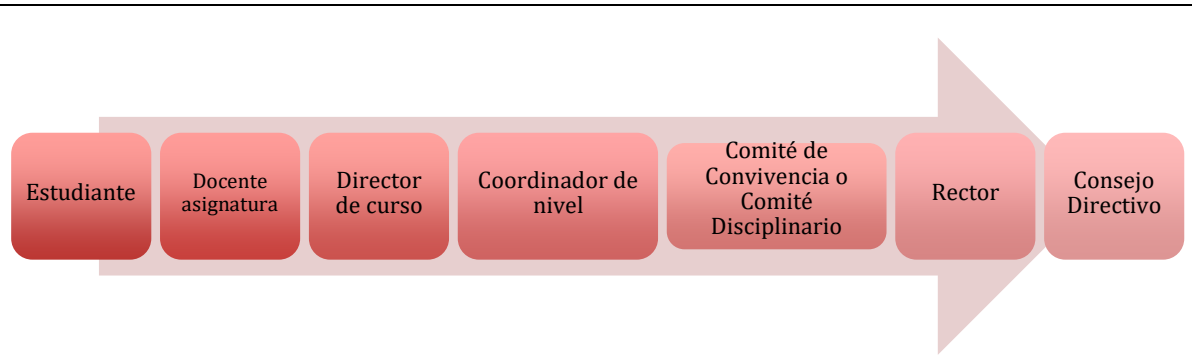 Estudiante
Docente
asignatura
Director
de curso
Coordinador de
nivel
Comité de
Convivencia o
Comité
Disciplinario
Rector
Consejo
Directivo